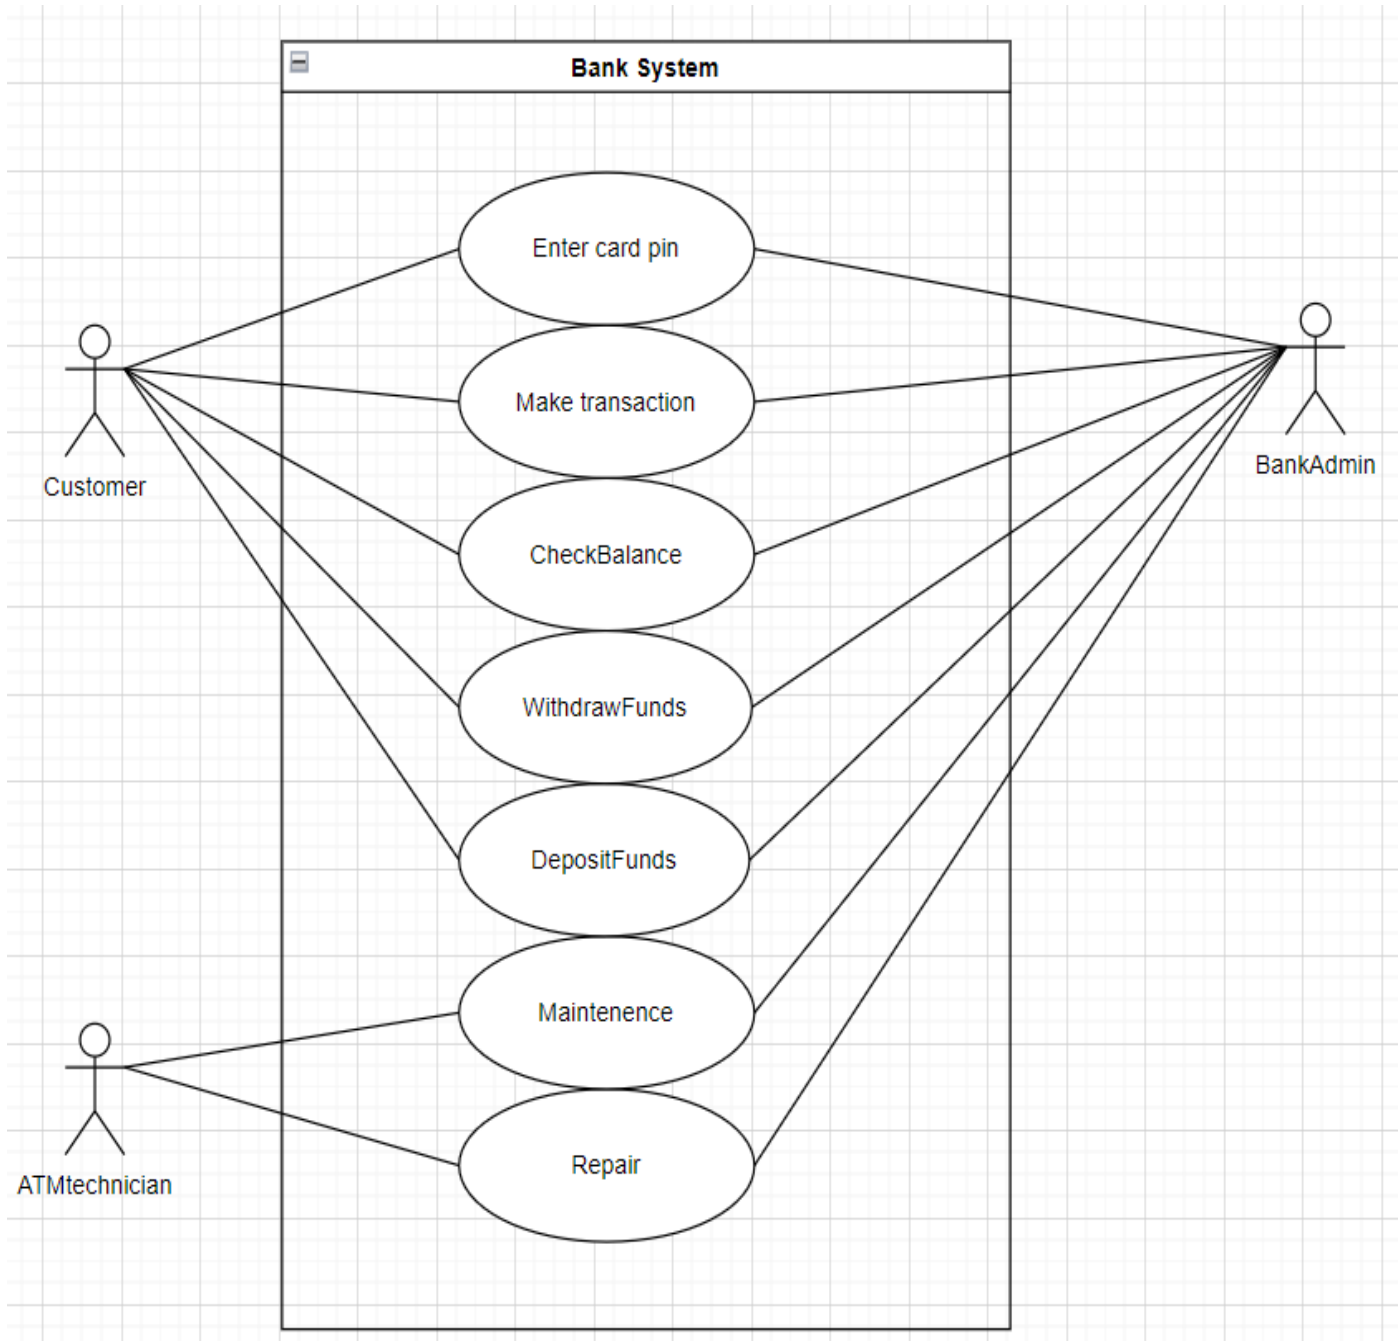 Bank System
Enter card pin
Make transaction
Customer
BankAdmin
CheckBalance
WithdrawFunds
DepositFunds
Maintenence
Repair
ATMtechnician